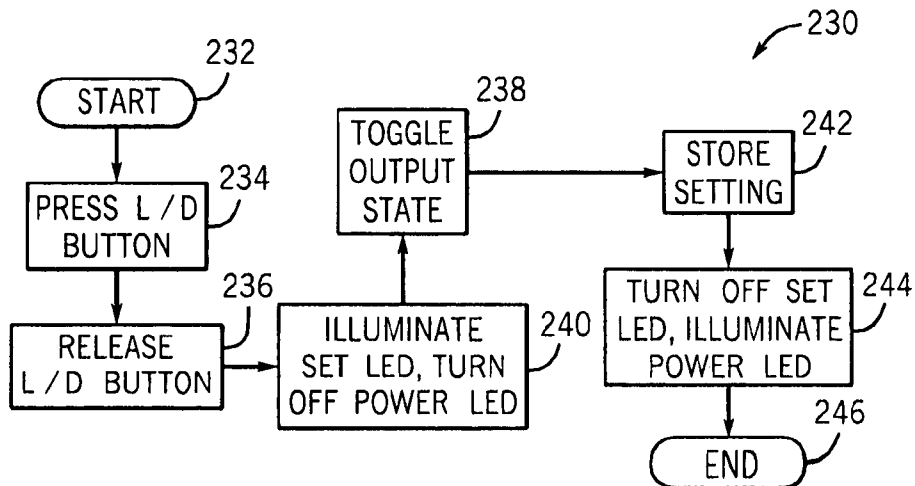 230
232
START
234
PRESS L/D
BUTTON
236
RELEASE
L/D BUTTON
240
ILLUMINATE
SET LED, TURN
OFF POWER LED
238
TOGGLE
OUTPUT
STATE
242
STORE
SETTING
244
TURN OFF SET
LED, ILLUMINATE
POWER LED
246
END